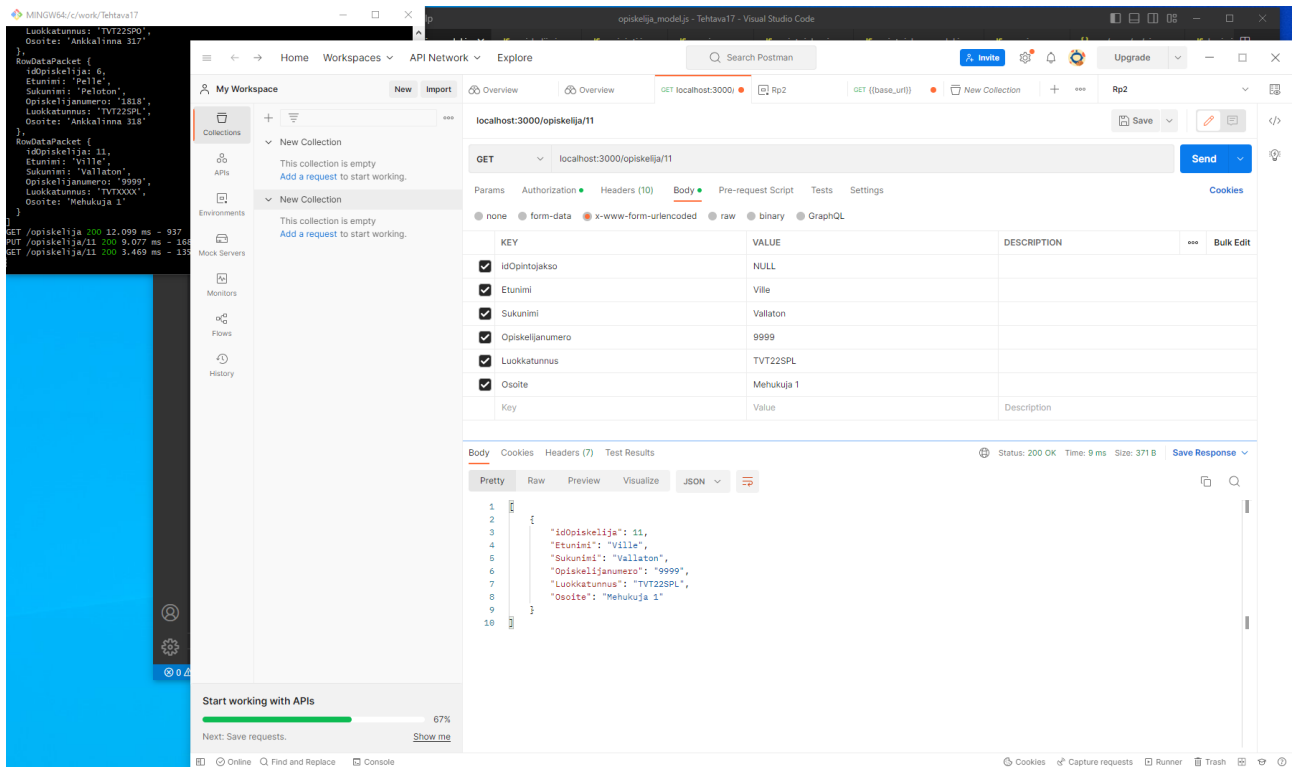 MINGW64:/c/work/Tehtava17
Luokkatunnus: 'TVT22SPO',
Osoite: 'Ankkalinna 317'
},
RowDataPacket {
idOpiskelija: 6,
Etunimi: 'Pelle',
Sukunimi: 'Peloton',
Opiskelijanumero: '1818',
Luokkatunnus: 'TVT22SPL',
Osoite: 'Ankkalinna 318'
},
RowDataPacket {
idOpiskelija: 11,
Etunimi: 'Ville',
Sukunimi: 'Vallaton',
Opiskelijanumero: '9999',
Luokkatunnus: 'TVTXXXX',
Osoite: 'Mehukuja 1'
}
]
GET /opiskelija 200 12.099 ms - 937
PUT /opiskelija/11 200 9.077 ms - 168
GET /opiskelija/11 200 3.469 ms - 135
lp opiskelija_model.js - Tehtava17 - Visual Studio Code
Home Workspaces API Network Explore Search Postman Invite Upgrade
My Workspace New Import Overview Overview GET localhost:3000/ Rp2 GET {{base_url}} New Collection Rp2
Collections
APIs
Environments
Mock Servers
Monitors
Flows
History
New Collection
This collection is empty
Add a request to start working.
New Collection
This collection is empty
Add a request to start working.
localhost:3000/opiskelija/11 Save
GET localhost:3000/opiskelija/11 Send
Params Authorization Headers (10) Body Pre-request Script Tests Settings Cookies
none form-data x-www-form-urlencoded raw binary GraphQL
KEY VALUE DESCRIPTION Bulk Edit
idOpintojakso NULL
Etunimi Ville
Sukunimi Vallaton
Opiskelijanumero 9999
Luokkatunnus TVT22SPL
Osoite Mehukuja 1
Key Value Description
Body Cookies Headers (7) Test Results Status: 200 OK Time: 9 ms Size: 371 B Save Response
Pretty Raw Preview Visualize JSON
1 [
2 {
3 "idOpiskelija": 11,
4 "Etunimi": "Ville",
5 "Sukunimi": "Vallaton",
6 "Opiskelijanumero": "9999",
7 "Luokkatunnus": "TVT22SPL",
8 "Osoite": "Mehukuja 1"
9 }
10 ]
0
Start working with APIs
67%
Next: Save requests. Show me
Online Find and Replace Console Cookies Capture requests Runner Trash